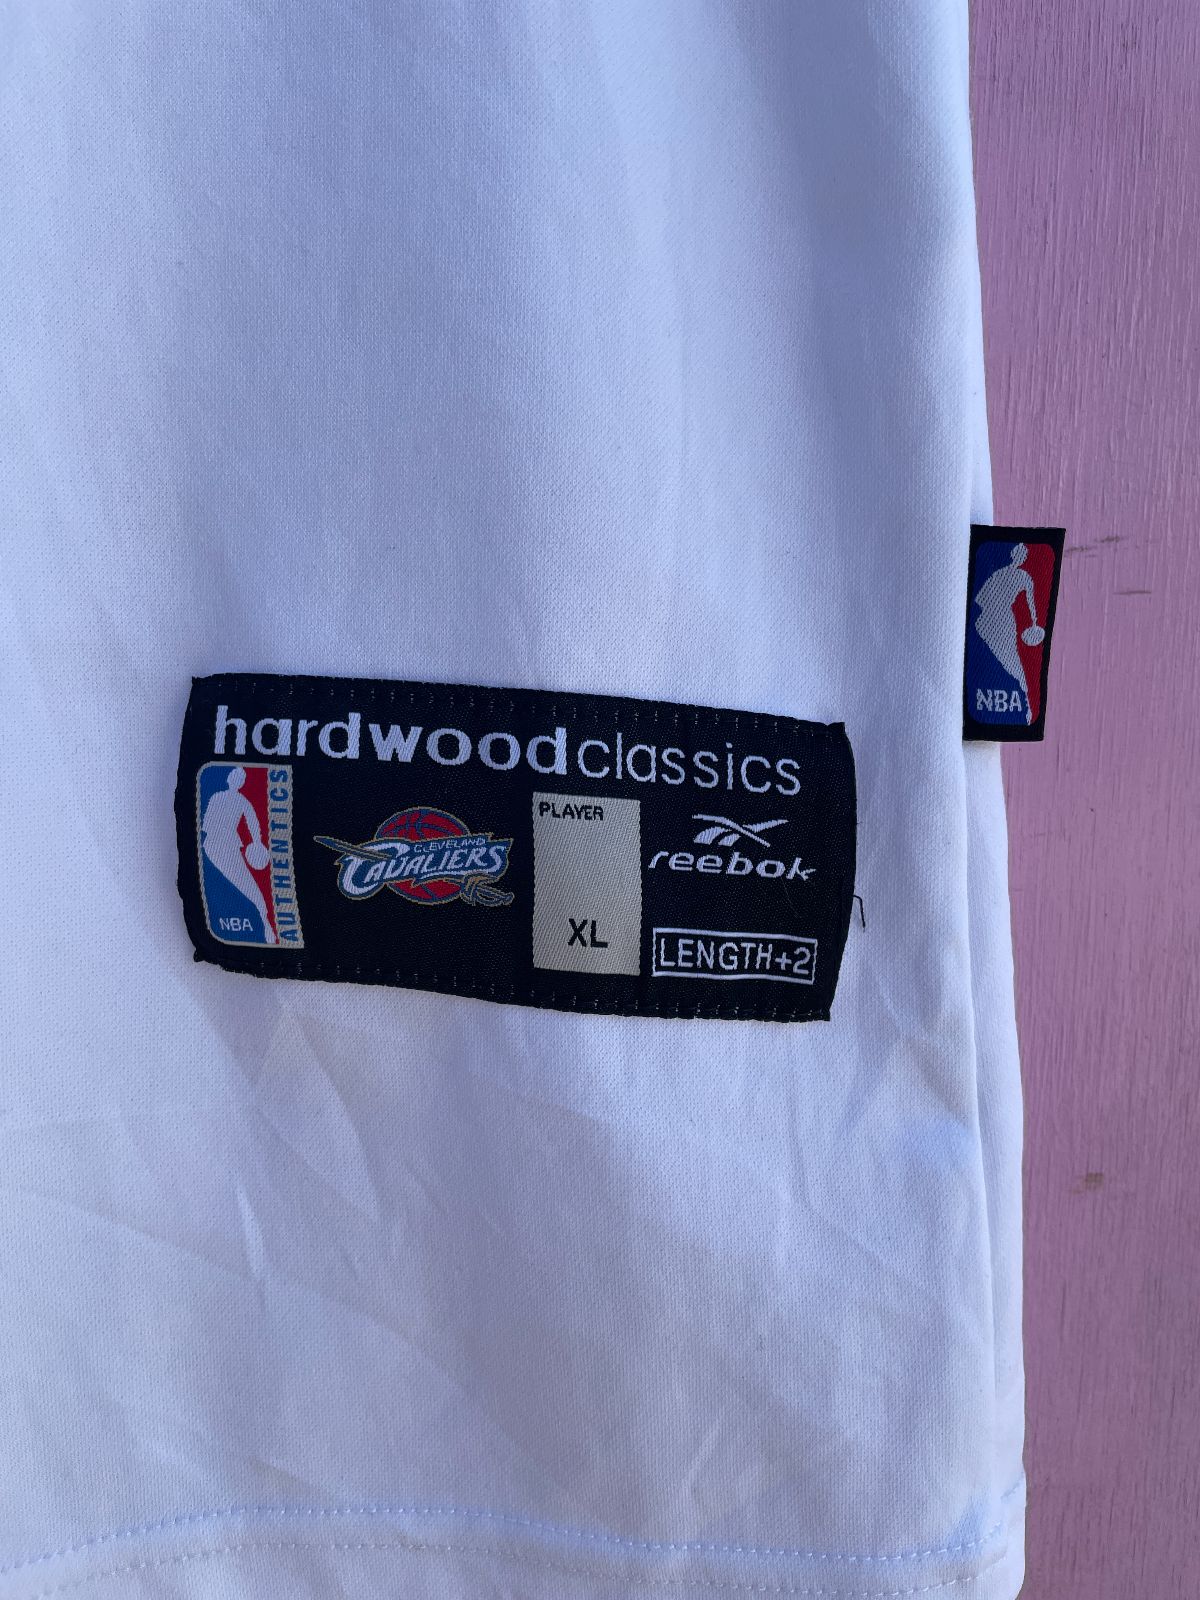 hardwoodclassics
NBA
AUTHENTICS
CLEVELAND
CAVALIERS
PLAYER
XL
reebok
LENGTH+2
NBA